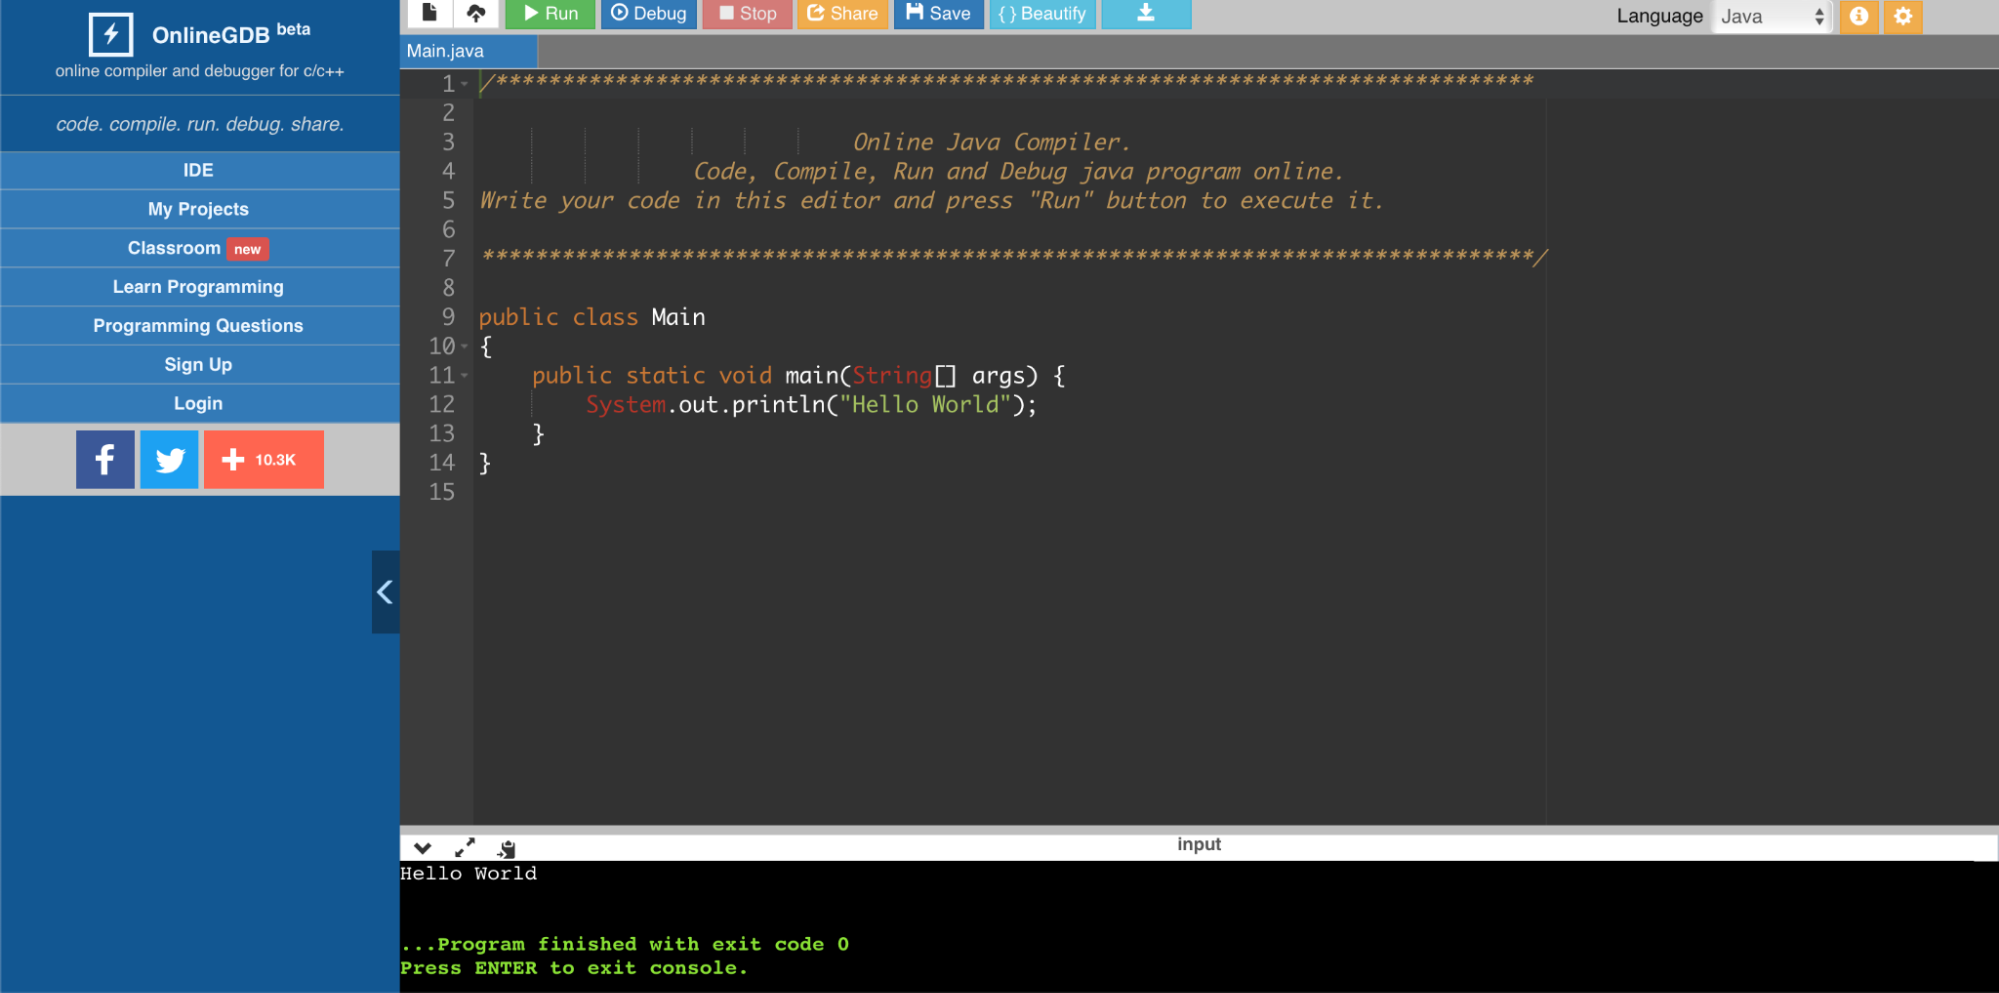 OnlineGDB beta
online compiler and debugger for c/c++
code. compile. run. debug. share.
IDE
My Projects
Classroom new
Learn Programming
Programming Questions
Sign Up
Login
f + 10.3K
Run Debug Stop Share Save { } Beautify
Language Java
Main.java
1 /******************************************************************************
2
3 Online Java Compiler.
4 Code, Compile, Run and Debug java program online.
5 Write your code in this editor and press "Run" button to execute it.
6
7 *******************************************************************************/
8
9 public class Main
10 {
11 public static void main(String[] args) {
12 System.out.println("Hello World");
13 }
14 }
15
input
Hello World
...Program finished with exit code 0
Press ENTER to exit console.